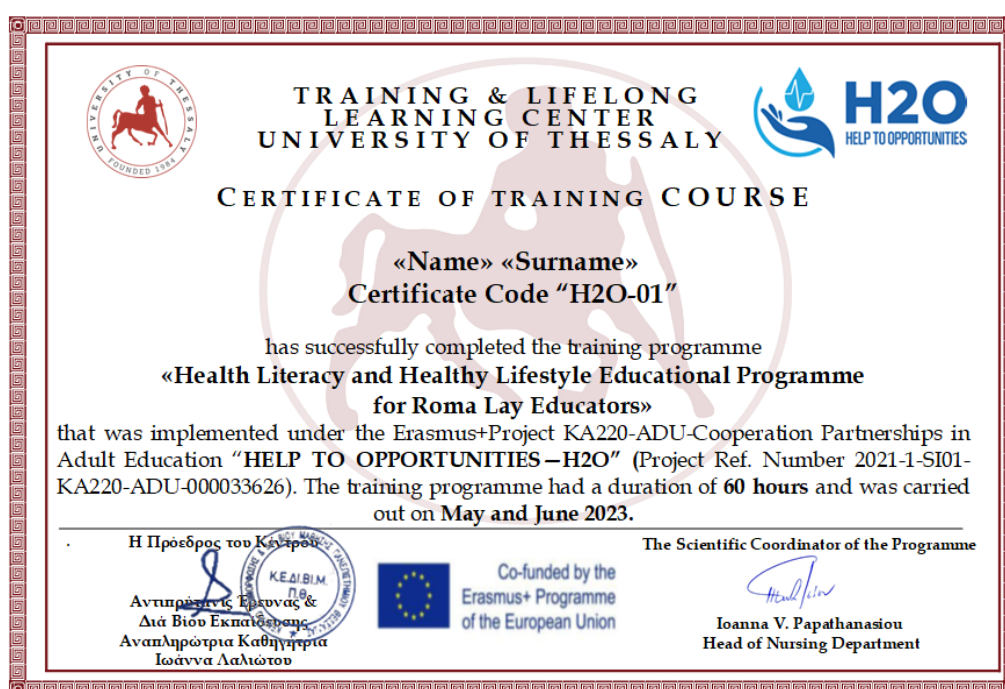 UNIVERSITY OF THESSALY
FOUNDED 1984
TRAINING & LIFELONG
LEARNING CENTER
UNIVERSITY OF THESSALY
H2O
HELP TO OPPORTUNITIES
CERTIFICATE OF TRAINING COURSE
«Name» «Surname»
Certificate Code “H2O-01”
has successfully completed the training programme
«Health Literacy and Healthy Lifestyle Educational Programme
for Roma Lay Educators»
that was implemented under the Erasmus+Project KA220-ADU-Cooperation Partnerships in
Adult Education “HELP TO OPPORTUNITIES – H2O” (Project Ref. Number 2021-1-SI01-
KA220-ADU-000033626). The training programme had a duration of 60 hours and was carried
out on May and June 2023.
Η Πρόεδρος του Κέντρου
Κ.Ε.ΔΙ.ΒΙ.Μ.
Π.Θ.
Αντιπρύτανις Έρευνας &
Διά Βίου Εκπαίδευσης
Αναπληρώτρια Καθηγήτρια
Ιωάννα Λαλιώτου
Co-funded by the
Erasmus+ Programme
of the European Union
The Scientific Coordinator of the Programme
Ioanna V. Papathanasiou
Head of Nursing Department